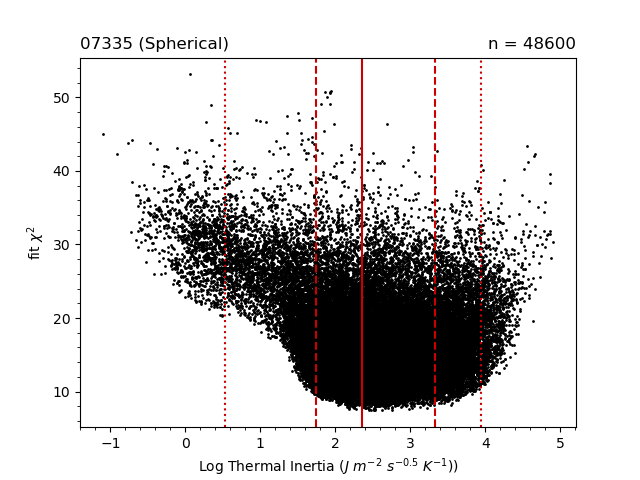 07335 (Spherical) n = 48600
fit χ²
50
40
30
20
10
−1 0 1 2 3 4 5
Log Thermal Inertia (J m⁻² s⁻⁰·⁵ K⁻¹))